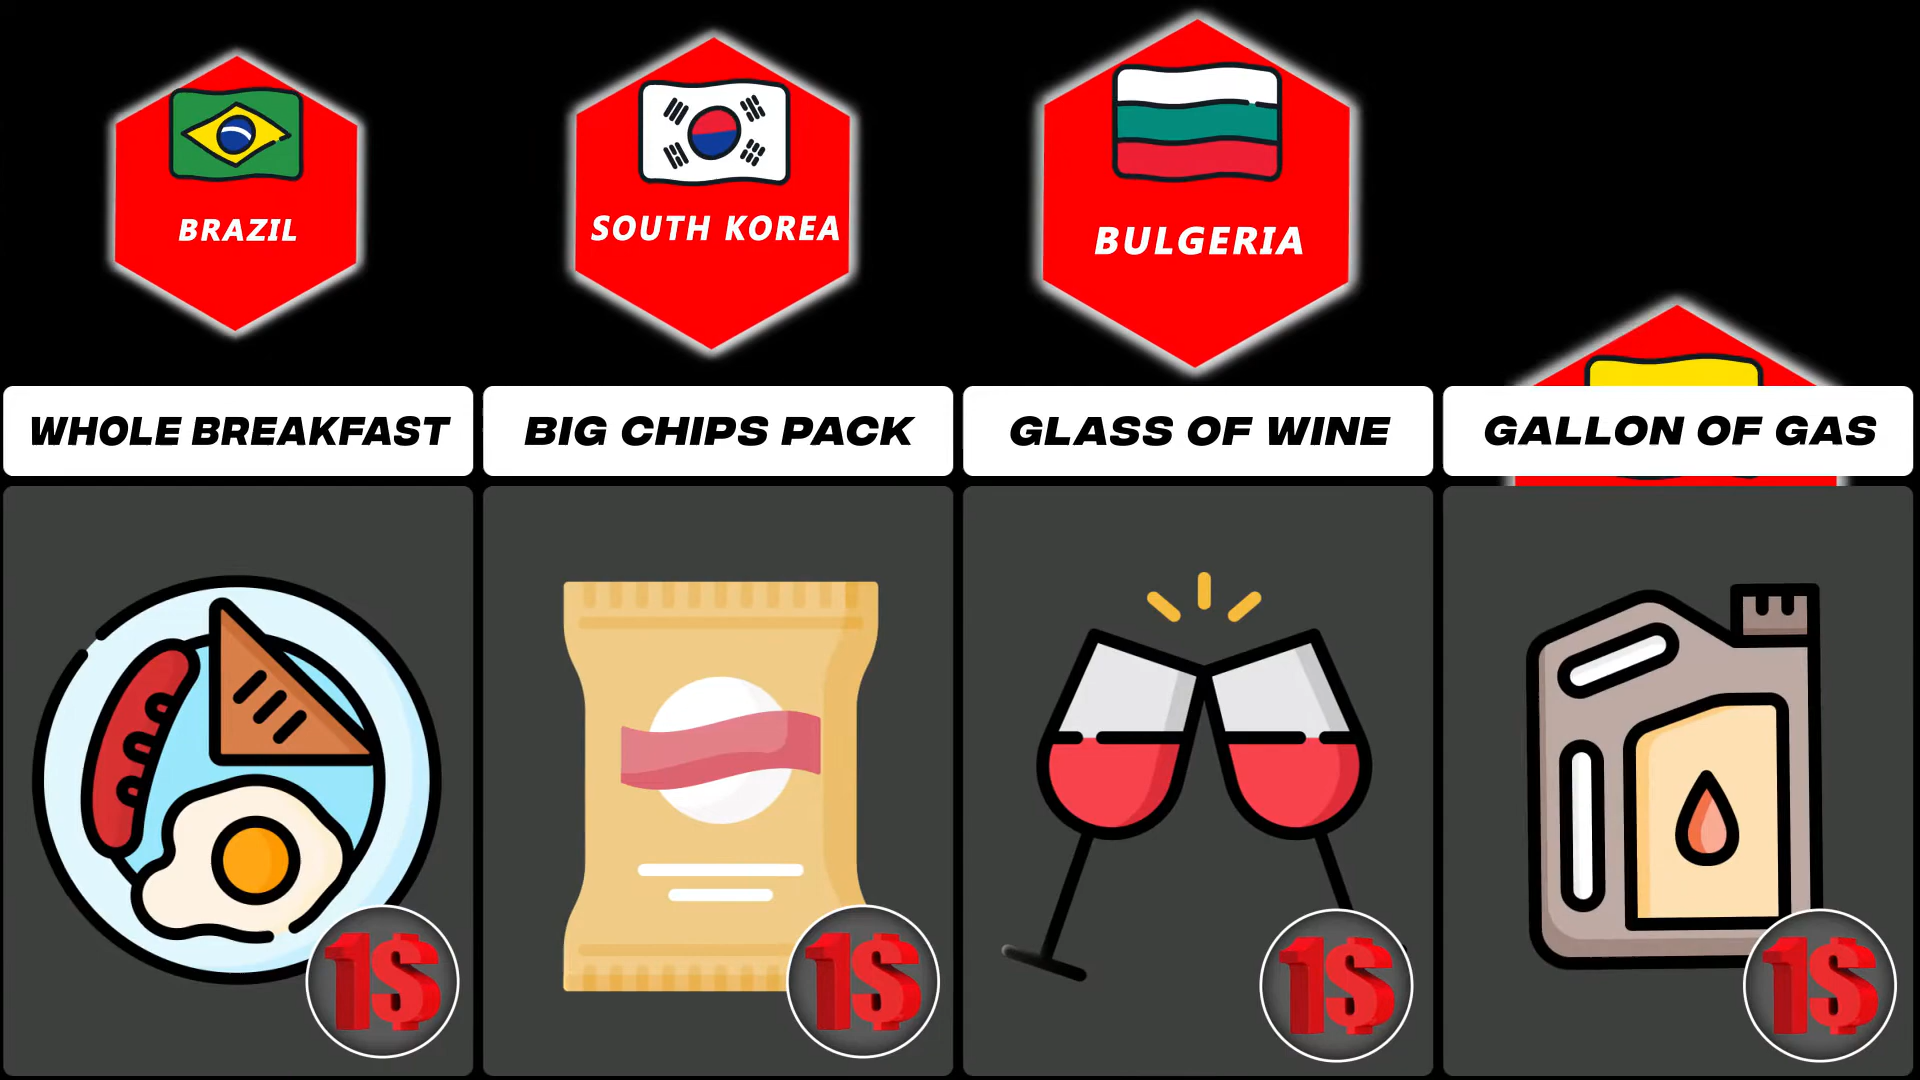 BRAZIL
SOUTH KOREA
BULGERIA
WHOLE BREAKFAST
BIG CHIPS PACK
GLASS OF WINE
GALLON OF GAS
1$
1$
1$
1$